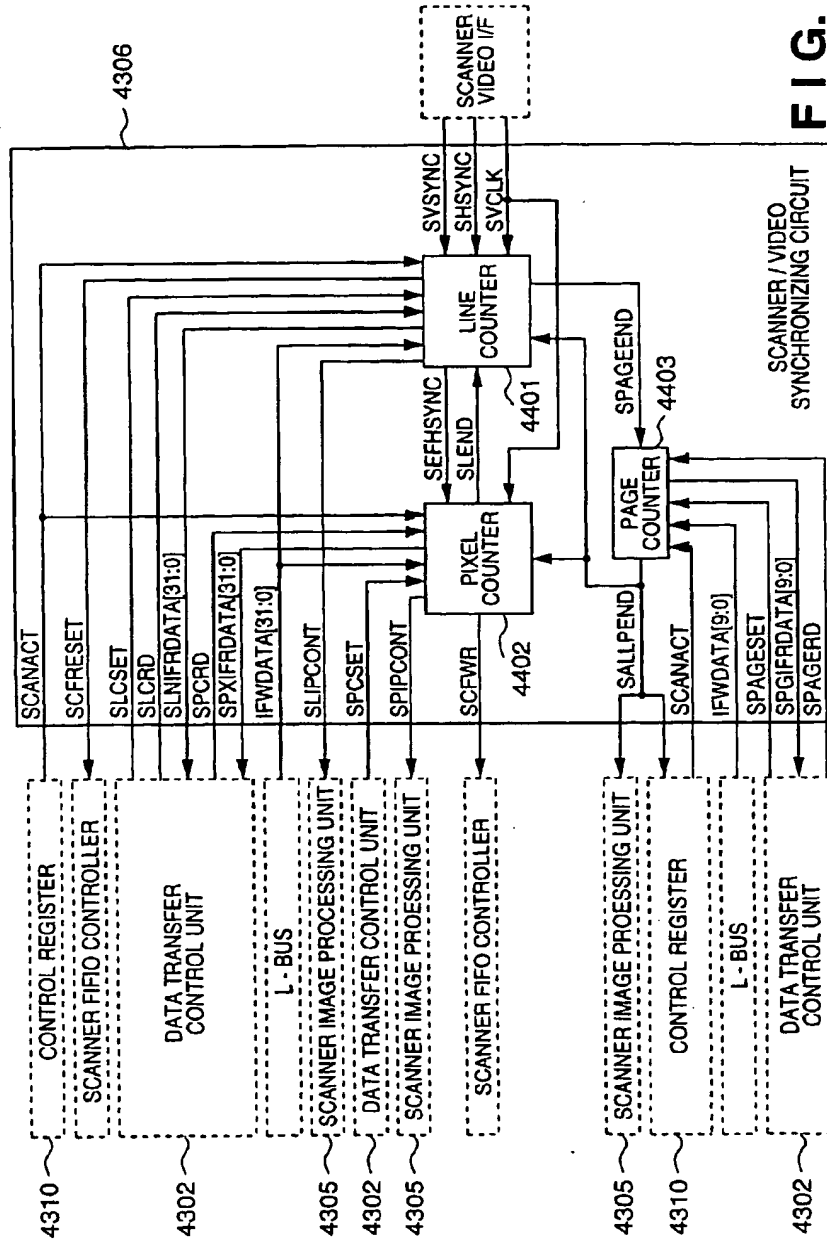 4306
SCANNER
VIDEO I/F
SVSYNC
SHSYNC
SVCLK
LINE
COUNTER
4401
SEFHSYNC
SLEND
PIXEL
COUNTER
4402
SPAGEEND
4403
PAGE
COUNTER
SCANNER / VIDEO
SYNCHRONIZING CIRCUIT
FIG.
SCANACT
SCFRESET
SLCSET
SLCRD
SLNIFRDATA[31:0]
SPCRD
SPXIFRDATA[31:0]
IFWDATA[31:0]
SLIPCONT
SPCSET
SPIPCONT
SCFWR
SALLPEND
SCANACT
IFWDATA[9:0]
SPAGESET
SPGIFRDATA[9:0]
SPAGERD
CONTROL REGISTER
SCANNER FIFIO CONTROLLER
DATA TRANSFER
CONTROL UNIT
L - BUS
SCANNER IMAGE PROCESSING UNIT
DATA TRANSFER CONTROL UNIT
SCANNER IMAGE PROESSING UNIT
SCANNER FIFO CONTROLLER
SCANNER IMAGE PROESSING UNIT
CONTROL REGISTER
L - BUS
DATA TRANSFER
CONTROL UNIT
4310
4302
4305
4302
4305
4305
4310
4302